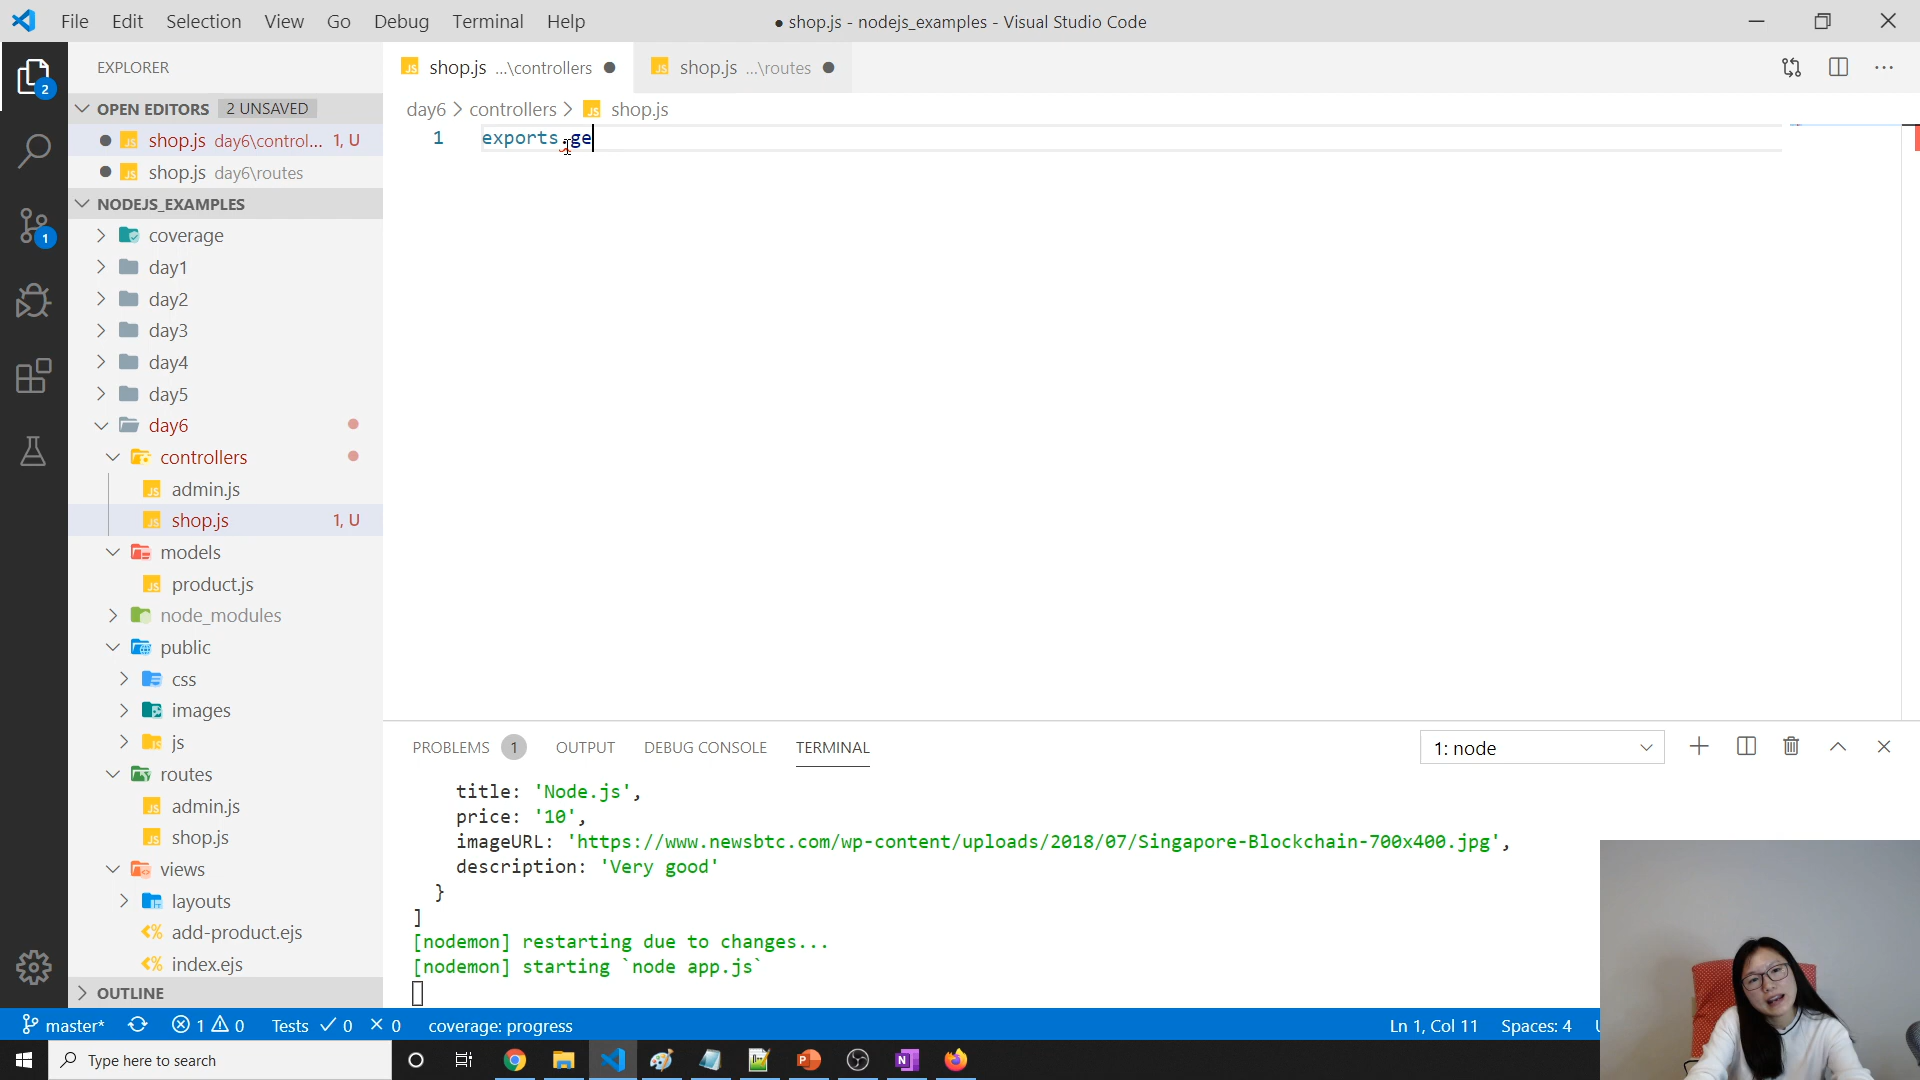 File Edit Selection View Go Debug Terminal Help
● shop.js - nodejs_examples - Visual Studio Code
EXPLORER
shop.js ...\controllers
shop.js ...\routes
OPEN EDITORS 2 UNSAVED
day6 > controllers > JS shop.js
shop.js day6\control... 1, U
1 exports.ge
shop.js day6\routes
NODEJS_EXAMPLES
coverage
day1
day2
day3
day4
day5
day6
controllers
admin.js
shop.js 1, U
models
product.js
node_modules
public
css
images
js
routes
admin.js
shop.js
views
layouts
add-product.ejs
index.ejs
OUTLINE
PROBLEMS 1 OUTPUT DEBUG CONSOLE TERMINAL
1: node
title: 'Node.js',
price: '10',
imageURL: 'https://www.newsbtc.com/wp-content/uploads/2018/07/Singapore-Blockchain-700x400.jpg',
description: 'Very good'
}
]
[nodemon] restarting due to changes...
[nodemon] starting `node app.js`
master* 1 0 Tests ✓ 0 × 0 coverage: progress
Ln 1, Col 11 Spaces: 4
Type here to search